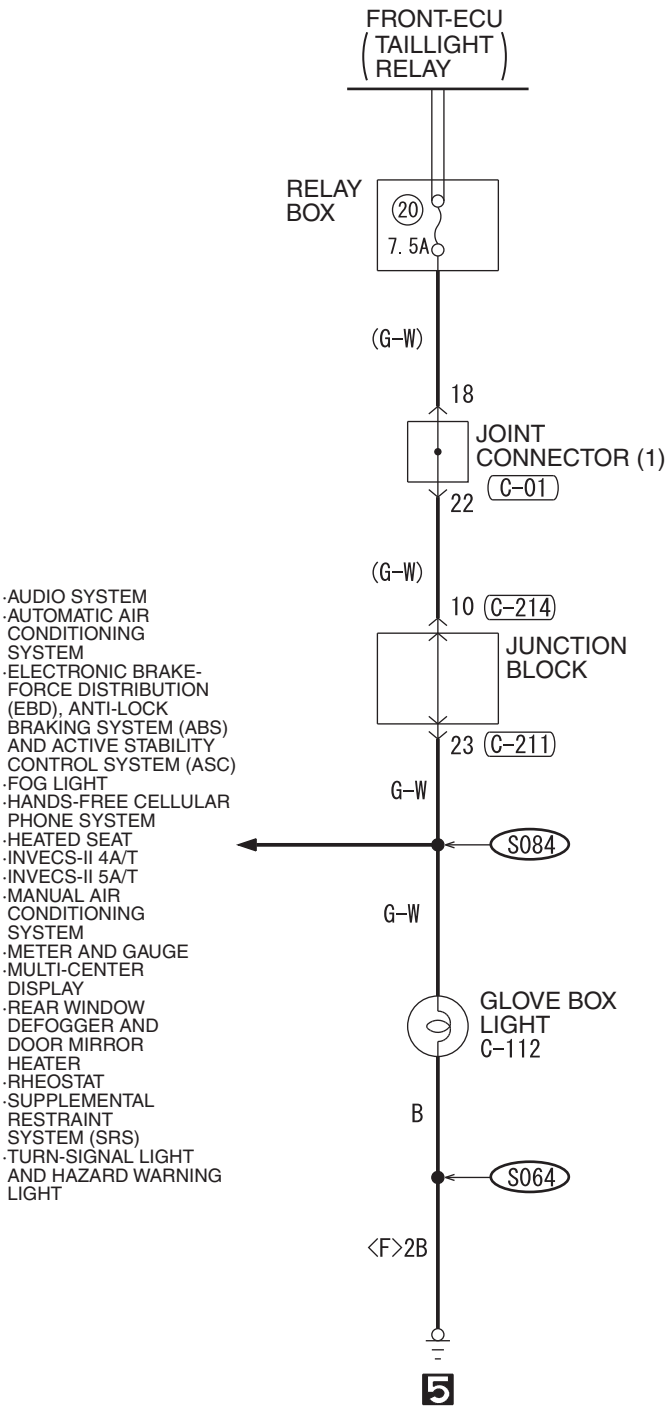 FRONT-ECU
(TAILLIGHT
RELAY)
RELAY
BOX
20
7.5A
(G-W)
18
JOINT
CONNECTOR (1)
C-01
22
(G-W)
10 C-214
JUNCTION
BLOCK
23 C-211
G-W
S084
·AUDIO SYSTEM
·AUTOMATIC AIR
CONDITIONING
SYSTEM
·ELECTRONIC BRAKE-
FORCE DISTRIBUTION
(EBD), ANTI-LOCK
BRAKING SYSTEM (ABS)
AND ACTIVE STABILITY
CONTROL SYSTEM (ASC)
·FOG LIGHT
·HANDS-FREE CELLULAR
PHONE SYSTEM
·HEATED SEAT
·INVECS-II 4A/T
·INVECS-II 5A/T
·MANUAL AIR
CONDITIONING
SYSTEM
·METER AND GAUGE
·MULTI-CENTER
DISPLAY
·REAR WINDOW
DEFOGGER AND
DOOR MIRROR
HEATER
·RHEOSTAT
·SUPPLEMENTAL
RESTRAINT
SYSTEM (SRS)
·TURN-SIGNAL LIGHT
AND HAZARD WARNING
LIGHT
G-W
GLOVE BOX
LIGHT
C-112
B
S064
<F>2B
5